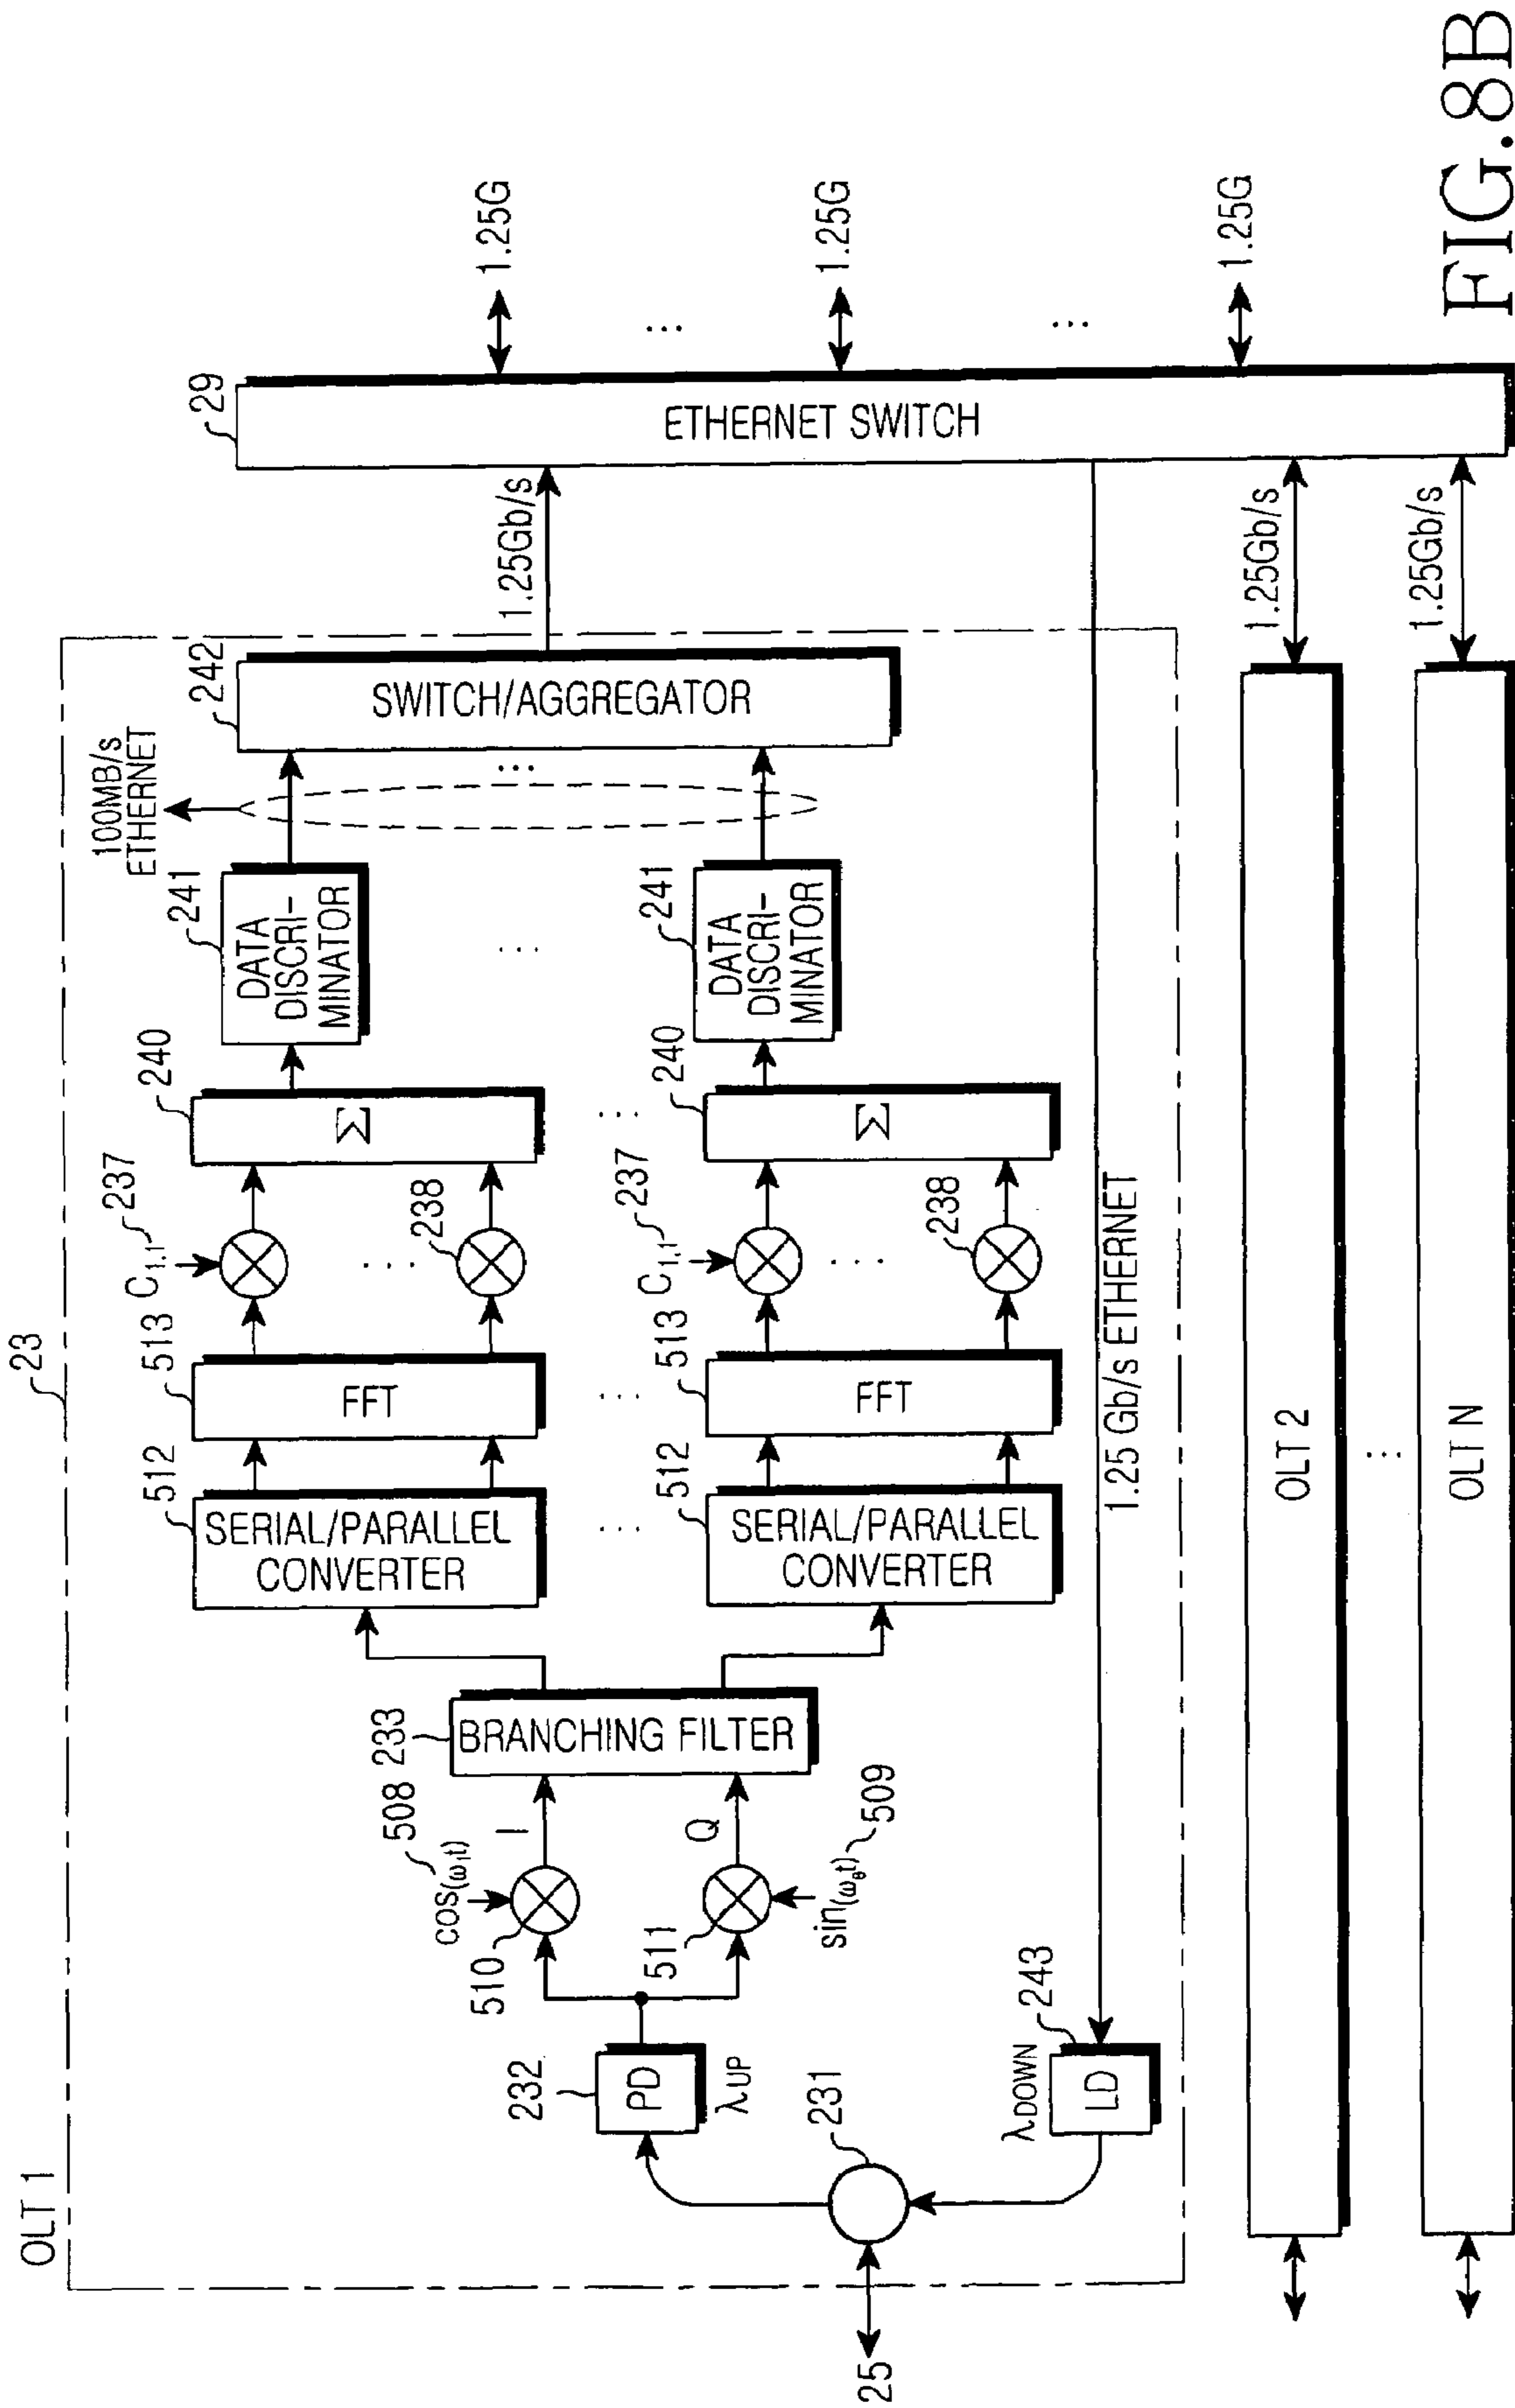 OLT 1
23
25
231
232
PD
λUP
λDOWN
LD
243
510
511
cos(ω1t)
508
sin(ωθt)
509
I
Q
233
BRANCHING FILTER
512
SERIAL/PARALLEL
CONVERTER
...
512
SERIAL/PARALLEL
CONVERTER
513
FFT
...
513
FFT
C1,1
237
...
238
C1,1
237
...
238
240
Σ
...
240
Σ
241
DATA
DISCRI-
MINATOR
...
241
DATA
DISCRI-
MINATOR
100MB/s
ETHERNET
...
242
SWITCH/AGGREGATOR
1.25Gb/s
1.25 Gb/s ETHERNET
29
ETHERNET SWITCH
1.25G
...
1.25G
...
1.25G
OLT 2
1.25Gb/s
...
OLT N
1.25Gb/s
FIG.8B